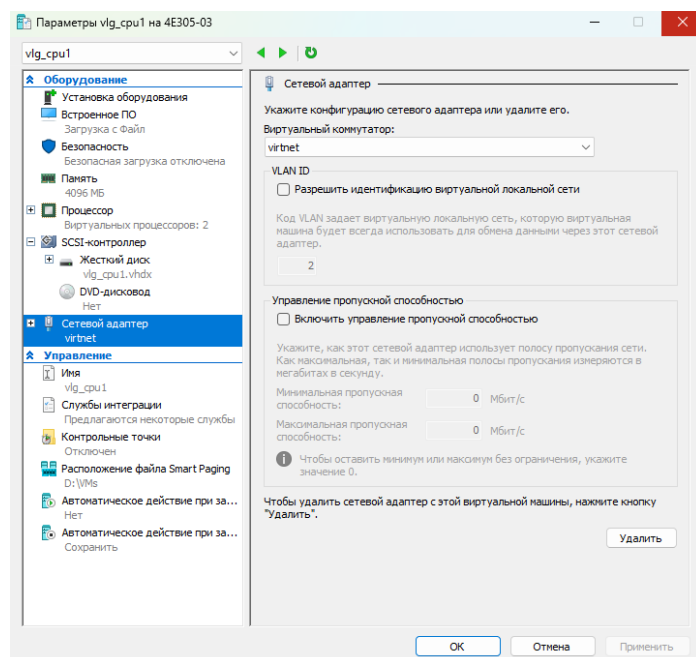 Параметры vlg_cpu1 на 4E305-03
vlg_cpu1
Оборудование
Установка оборудования
Встроенное ПО
Загрузка с Файл
Безопасность
Безопасная загрузка отключена
Память
4096 МБ
Процессор
Виртуальных процессоров: 2
SCSI-контроллер
Жесткий диск
vlg_cpu1.vhdx
DVD-дисковод
Нет
Сетевой адаптер
virtnet
Управление
Имя
vlg_cpu1
Службы интеграции
Предлагаются некоторые службы
Контрольные точки
Отключен
Расположение файла Smart Paging
D:\VMs
Автоматическое действие при за...
Нет
Автоматическое действие при за...
Сохранить
Сетевой адаптер
Укажите конфигурацию сетевого адаптера или удалите его.
Виртуальный коммутатор:
virtnet
VLAN ID
Разрешить идентификацию виртуальной локальной сети
Код VLAN задает виртуальную локальную сеть, которую виртуальная
машина будет всегда использовать для обмена данными через этот сетевой
адаптер.
2
Управление пропускной способностью
Включить управление пропускной способностью
Укажите, как этот сетевой адаптер использует полосу пропускания сети.
Как максимальная, так и минимальная полосы пропускания измеряются в
мегабитах в секунду.
Минимальная пропускная
способность:
0 Мбит/с
Максимальная пропускная
способность:
0 Мбит/с
Чтобы оставить минимум или максимум без ограничения, укажите
значение 0.
Чтобы удалить сетевой адаптер с этой виртуальной машины, нажмите кнопку
"Удалить".
Удалить
ОК
Отмена
Применить